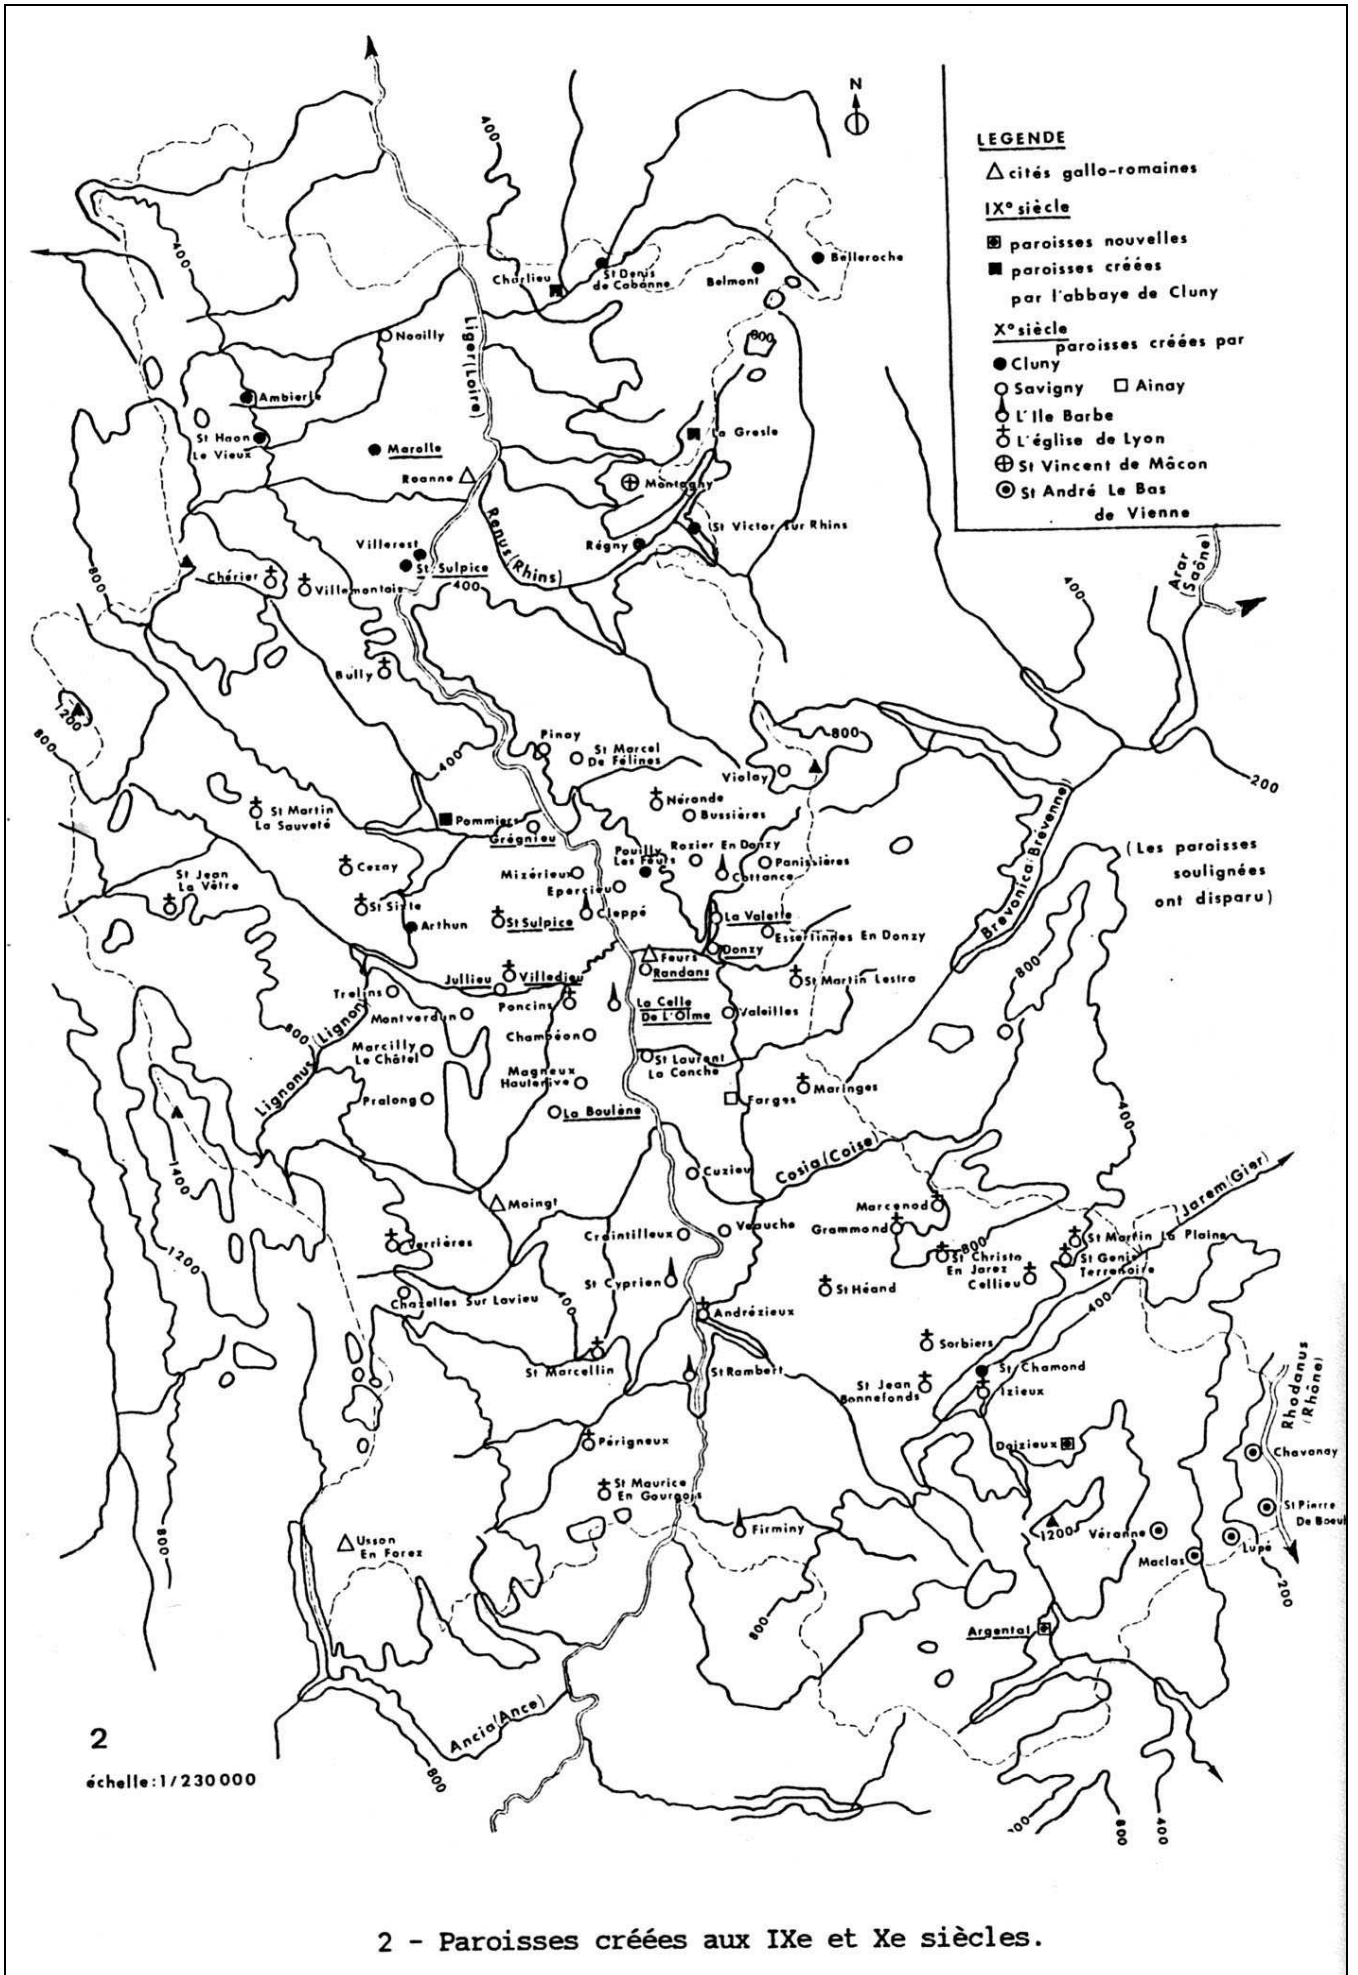 N
LEGENDE
cités gallo-romaines
IX° siècle
paroisses nouvelles
paroisses créées
par l'abbaye de Cluny
X° siècle
paroisses créées par
Cluny
Savigny
Ainay
L'Ile Barbe
L'église de Lyon
St Vincent de Mâcon
St André Le Bas
de Vienne
400
400
Charlieu
St Denis
de Cabanne
Belmont
Belleroche
Noailly
Liger (Loire)
800
Ambierle
St Haon
Le Vieux
Marolle
La Gresle
Roanne
Montagny
Renus (Rhins)
St Victor Sur Rhins
Régny
Villerest
St Sulpice
400
800
Chérier
Villemontais
Arar
(Saône)
400
Bully
1200
800
Pinay
St Marcel
De Félines
400
800
Violay
200
Nérande
Bussières
St Martin
La Sauveté
Pommiers
Grégnieu
Pouilly
Les Feurs
Rozier En Donzy
Panissières
Cottance
Brevonica (Brévenne)
(Les paroisses
soulignées
ont disparu)
Cezay
Mizérieux
Epercieu
St Jean
La Vêtre
St Sixte
Arthun
St Sulpice
Cleppé
La Valette
Essertinnes En Donzy
Feurs
Randans
Donzy
800
Jullieu
Villedieu
St Martin Lestra
Trelins
Montverdun
Poncins
La Celle
De L'Olme
Valeilles
800
Lignonus (Lignon)
Chambéon
Marcilly
Le Châtel
St Laurent
La Conche
Magneux
Hauterive
Maringes
Pralong
La Boulène
Farges
400
1400
Cosia (Coise)
Cuzieu
Jarem (Gier)
Moingt
Marcenod
Grammond
Craintilleux
Veauche
St Martin La Plaine
1200
Verrières
800
St Christo
En Jarez
St Genis
Terrenoire
Cellieu
St Cyprien
St Héand
Chazelles Sur Lavieu
400
Andrézieux
400
Sorbiers
St Marcellin
St Rambert
St Chamond
St Jean
Bonnefonds
Izieux
Rhodanus
(Rhône)
Périgneux
Doizieux
Chavanay
St Maurice
En Gourgois
St Pierre
De Boeuf
800
Firminy
1200
Véranne
Lupé
Usson
En Forez
Maclas
200
800
Argental
Ancia (Ance)
2
échelle: 1/230 000
800
800
400
2 - Paroisses créées aux IXe et Xe siècles.